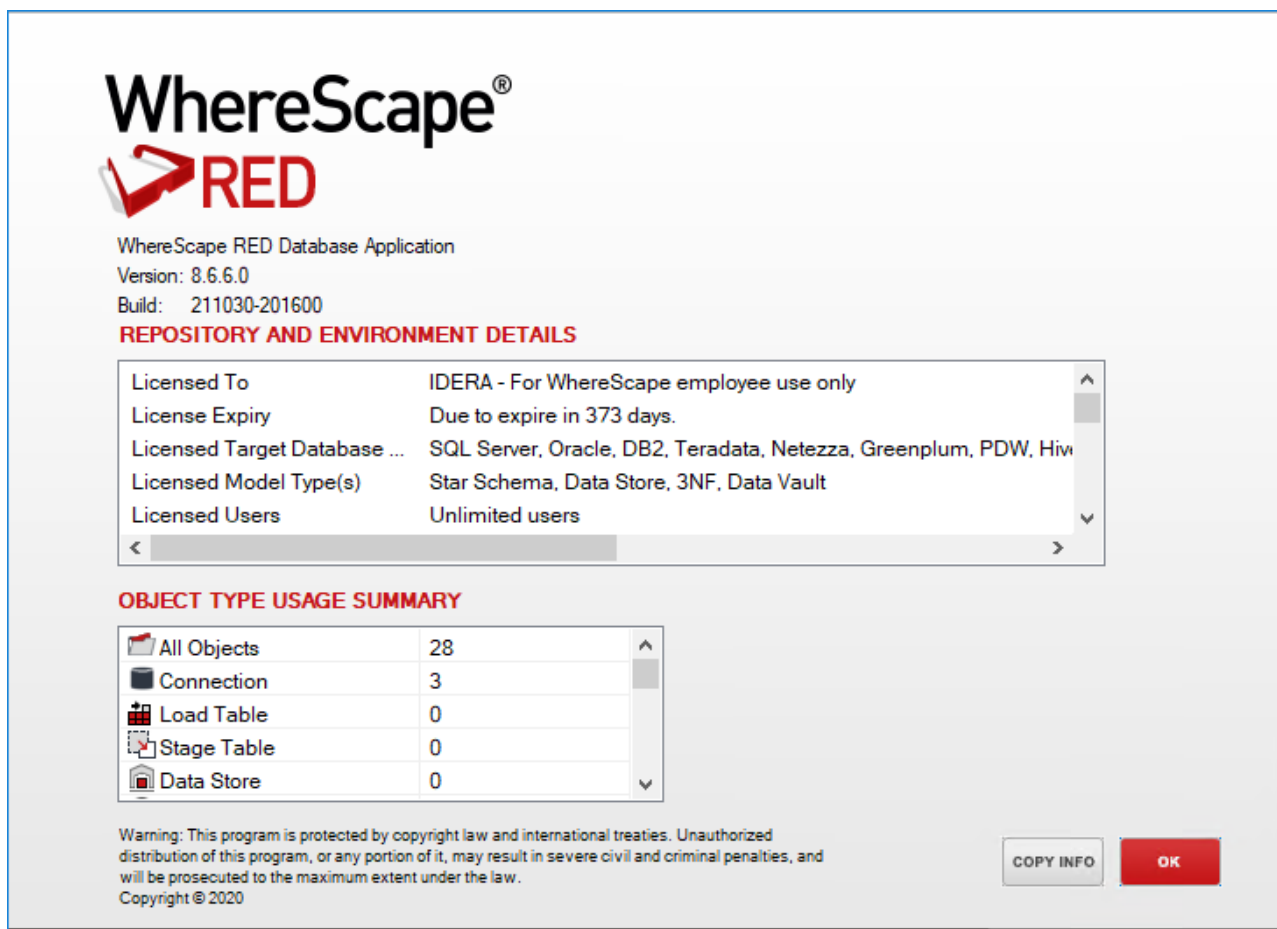 WhereScape®
RED
WhereScape RED Database Application
Version: 8.6.6.0
Build: 211030-201600
REPOSITORY AND ENVIRONMENT DETAILS
Licensed To IDERA - For WhereScape employee use only
License Expiry Due to expire in 373 days.
Licensed Target Database ... SQL Server, Oracle, DB2, Teradata, Netezza, Greenplum, PDW, Hive
Licensed Model Type(s) Star Schema, Data Store, 3NF, Data Vault
Licensed Users Unlimited users
OBJECT TYPE USAGE SUMMARY
All Objects 28
Connection 3
Load Table 0
Stage Table 0
Data Store 0
Warning: This program is protected by copyright law and international treaties. Unauthorized
distribution of this program, or any portion of it, may result in severe civil and criminal penalties, and
will be prosecuted to the maximum extent under the law.
Copyright © 2020
COPY INFO
OK